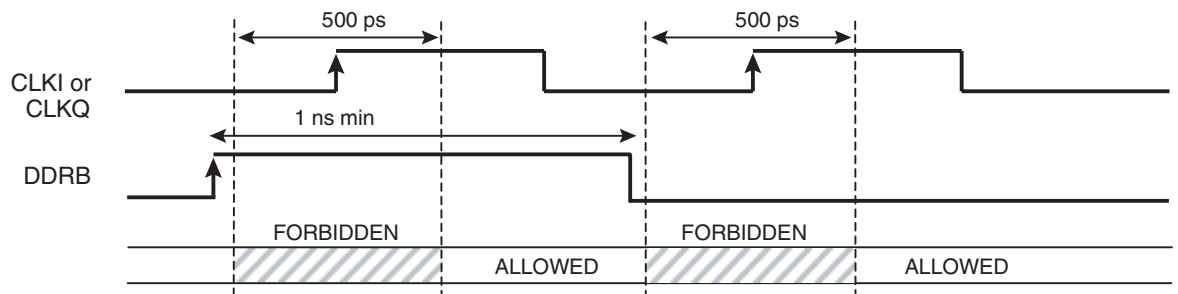 500 ps
500 ps
CLKI or
CLKQ
1 ns min
DDRB
FORBIDDEN
FORBIDDEN
ALLOWED
ALLOWED